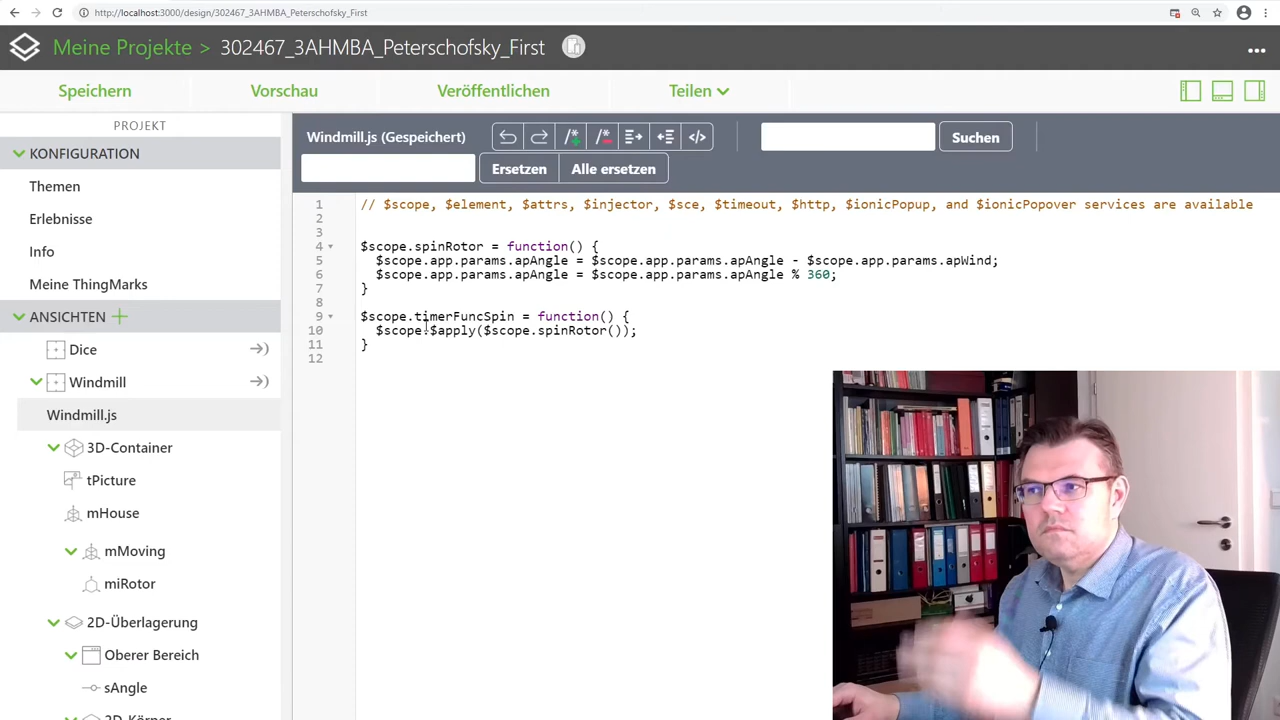 http://localhost:3000/design/302467_3AHMBA_Peterschofsky_First
Meine Projekte > 302467_3AHMBA_Peterschofsky_First
Speichern Vorschau Veröffentlichen Teilen
PROJEKT
KONFIGURATION
Themen
Erlebnisse
Info
Meine ThingMarks
ANSICHTEN
Dice
Windmill
Windmill.js
3D-Container
tPicture
mHouse
mMoving
miRotor
2D-Überlagerung
Oberer Bereich
sAngle
2D-Körper
Windmill.js (Gespeichert) Suchen
Ersetzen Alle ersetzen
1 // $scope, $element, $attrs, $injector, $sce, $timeout, $http, $ionicPopup, and $ionicPopover services are available
2
3
4 $scope.spinRotor = function() {
5 $scope.app.params.apAngle = $scope.app.params.apAngle - $scope.app.params.apWind;
6 $scope.app.params.apAngle = $scope.app.params.apAngle % 360;
7 }
8
9 $scope.timerFuncSpin = function() {
10 $scope.$apply($scope.spinRotor());
11 }
12